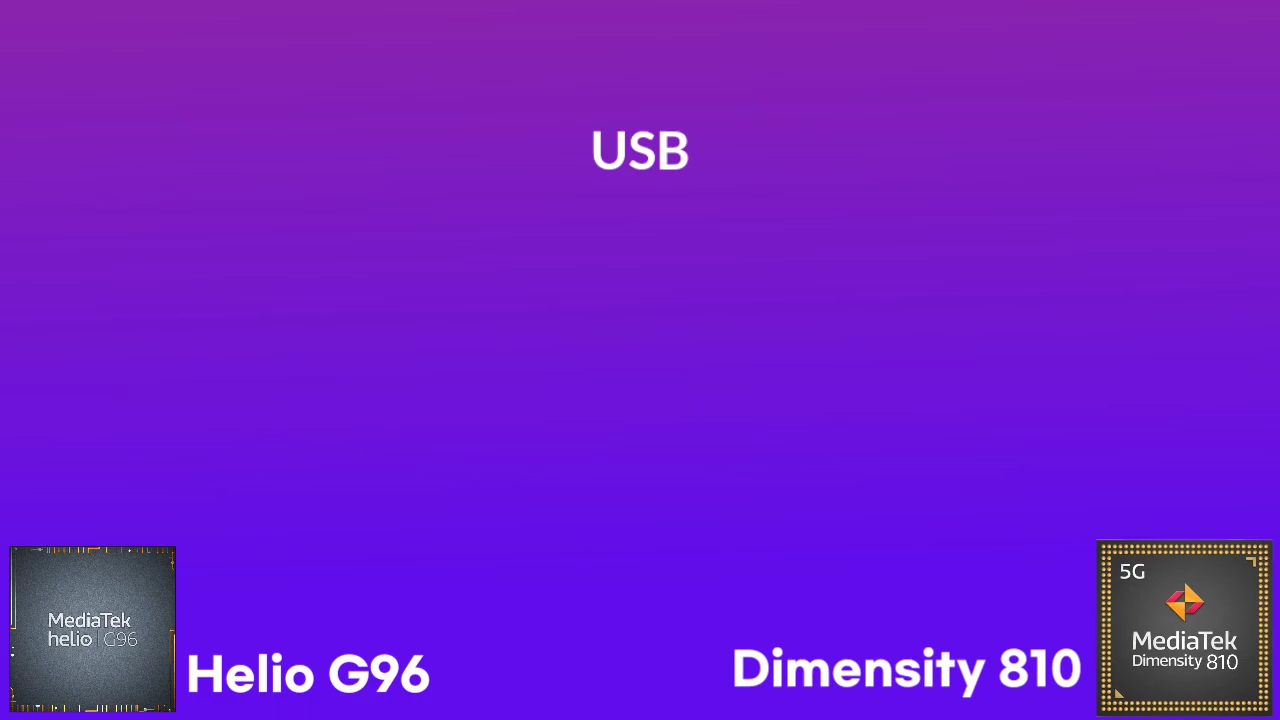 USB
MediaTek
helio | G96
Helio G96
Dimensity 810
5G
MediaTek
Dimensity 810